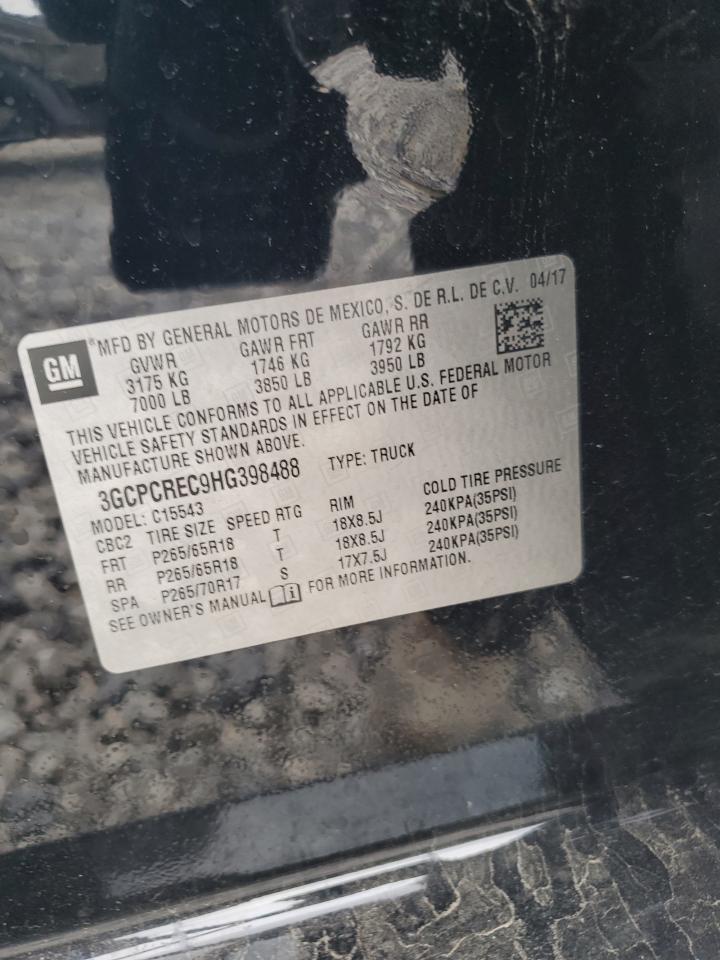 GM
®MFD BY GENERAL MOTORS DE MEXICO, S. DE R.L. DE C.V. 04/17
GVWR GAWR FRT GAWR RR
3175 KG 1746 KG 1792 KG
7000 LB 3850 LB 3950 LB
THIS VEHICLE CONFORMS TO ALL APPLICABLE U.S. FEDERAL MOTOR
VEHICLE SAFETY STANDARDS IN EFFECT ON THE DATE OF
MANUFACTURE SHOWN ABOVE.
3GCPCREC9HG398488 TYPE: TRUCK
MODEL: C15543
CBC2 TIRE SIZE SPEED RTG RIM COLD TIRE PRESSURE
FRT P265/65R18 T 18X8.5J 240KPA(35PSI)
RR P265/65R18 T 18X8.5J 240KPA(35PSI)
SPA P265/70R17 S 17X7.5J 240KPA(35PSI)
SEE OWNER'S MANUAL i FOR MORE INFORMATION.